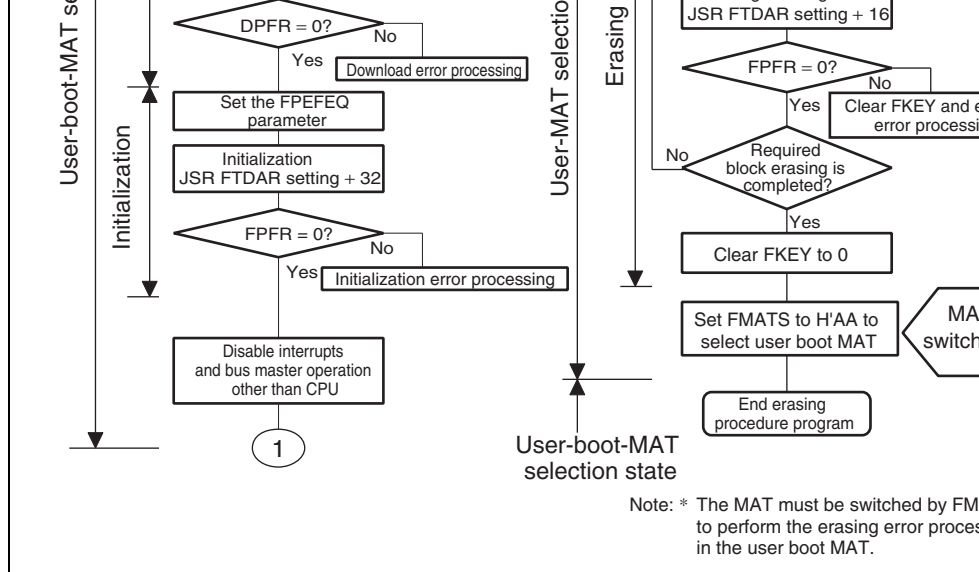 User-boot-MAT se
DPFR = 0?
No
Yes
Download error processing
Initialization
Set the FPEFEQ
parameter
Initialization
JSR FTDAR setting + 32
FPFR = 0?
No
Yes
Initialization error processing
Disable interrupts
and bus master operation
other than CPU
1
User-MAT selectio
Erasing
JSR FTDAR setting + 16
FPFR = 0?
No
Yes
Clear FKEY and e
error processi
No
Required
block erasing is
completed?
Yes
Clear FKEY to 0
Set FMATS to H'AA to
select user boot MAT
MA
switch
End erasing
procedure program
User-boot-MAT
selection state
Note: * The MAT must be switched by FM
to perform the erasing error proces
in the user boot MAT.